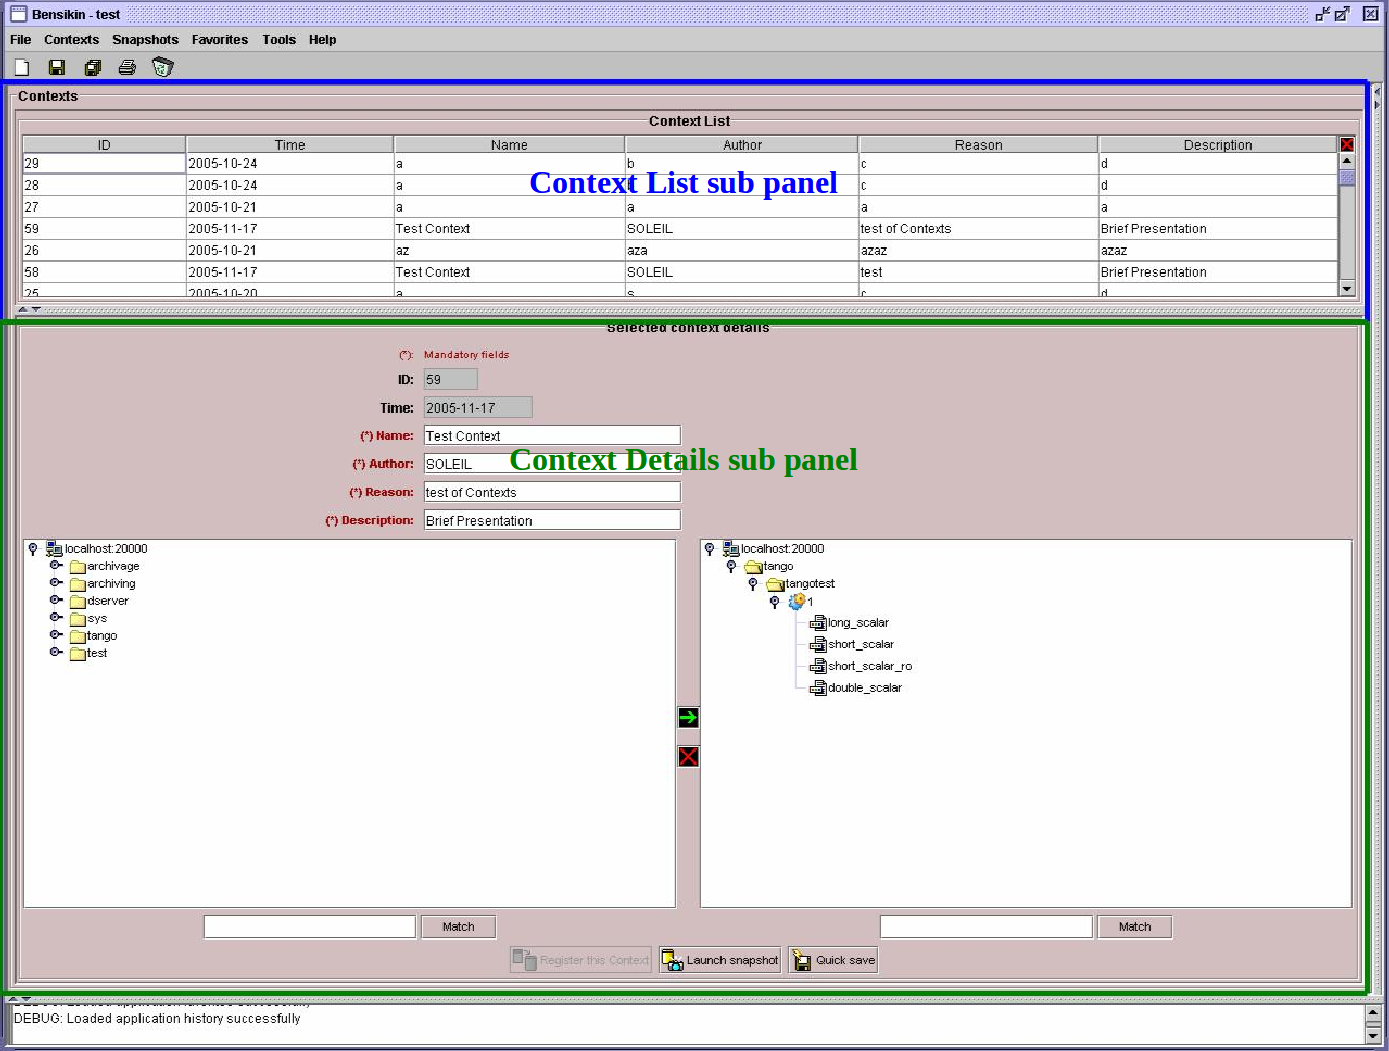 Bensikin - test
File Contexts Snapshots Favorites Tools Help
Contexts
Context List
ID Time Name Author Reason Description
29 2005-10-24 a b c d
28 2005-10-24 a c d
Context List sub panel
27 2005-10-21 a a a a
59 2005-11-17 Test Context SOLEIL test of Contexts Brief Presentation
26 2005-10-21 az aza azaz azaz
58 2005-11-17 Test Context SOLEIL test Brief Presentation
25 2005-10-20 a s c d
Selected context details
(*): Mandatory fields
ID: 59
Time: 2005-11-17
(*) Name: Test Context
(*) Author: SOLEIL
Context Details sub panel
(*) Reason: test of Contexts
(*) Description: Brief Presentation
localhost:20000 localhost:20000
archivage tango
archiving tangotest
dserver 1
sys long_scalar
tango short_scalar
test short_scalar_ro
double_scalar
Match Match
Register this Context Launch snapshot Quick save
DEBUG: Loaded application history successfully